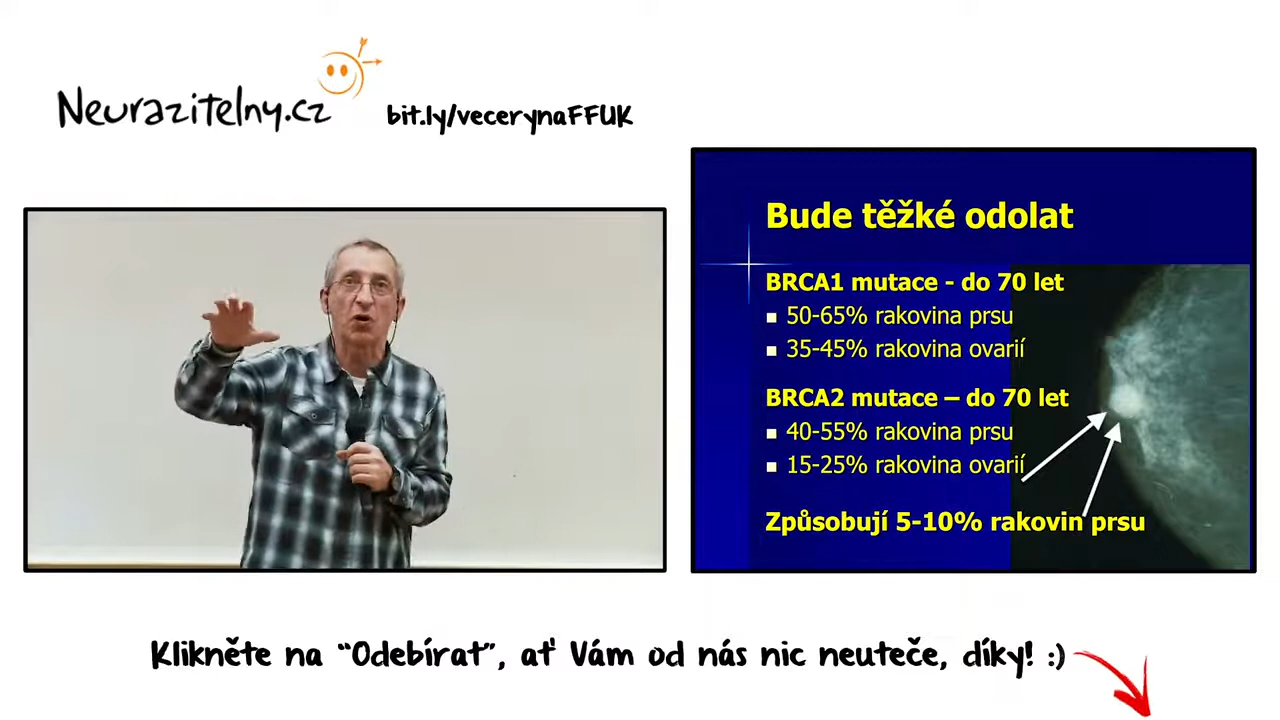 Neurazitelny.cz
bit.ly/vecerynaFFUK
Bude těžké odolat
BRCA1 mutace - do 70 let
50-65% rakovina prsu
35-45% rakovina ovarií
BRCA2 mutace – do 70 let
40-55% rakovina prsu
15-25% rakovina ovarií
Způsobují 5-10% rakovin prsu
Klikněte na “Odebírat”, ať Vám od nás nic neuteče, díky! :)